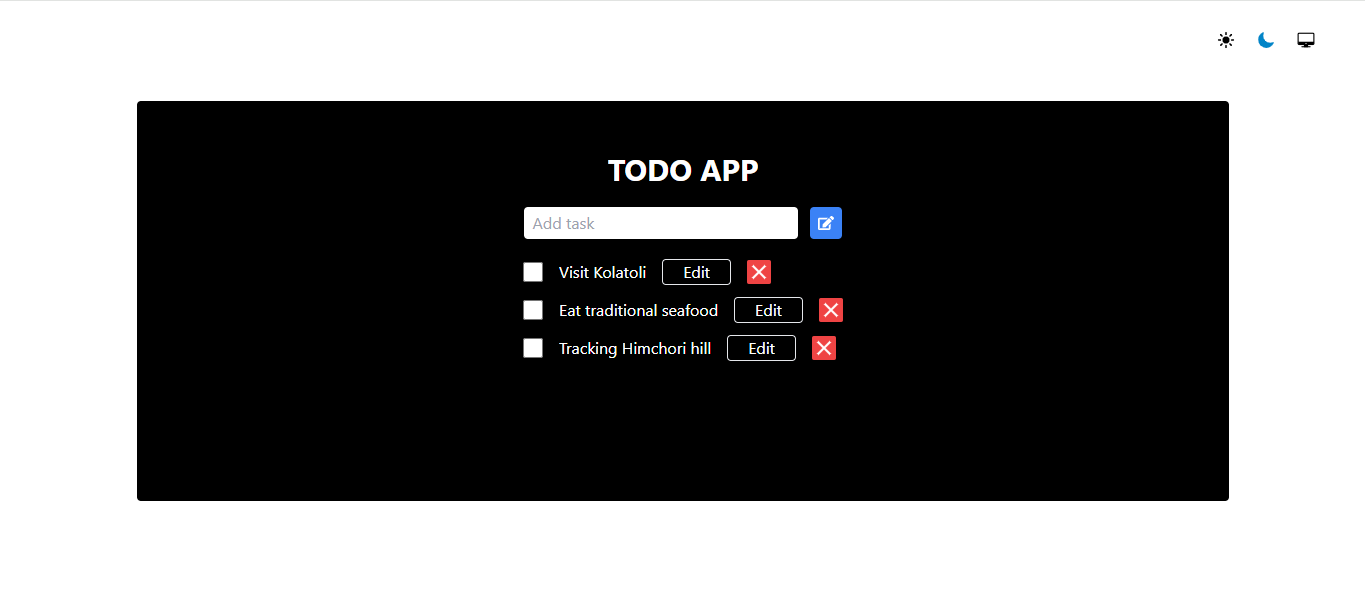 TODO APP
Add task
Visit Kolatoli Edit
Eat traditional seafood Edit
Tracking Himchori hill Edit